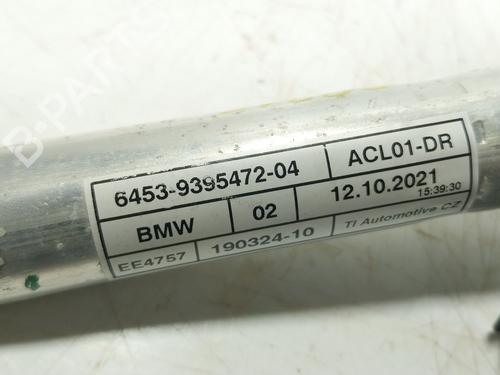 B-PARTS
6453-9395472-04 ACL01-DR
BMW 02 12.10.2021 15:39:30
EE4757 190324-10 TI Automotive CZ